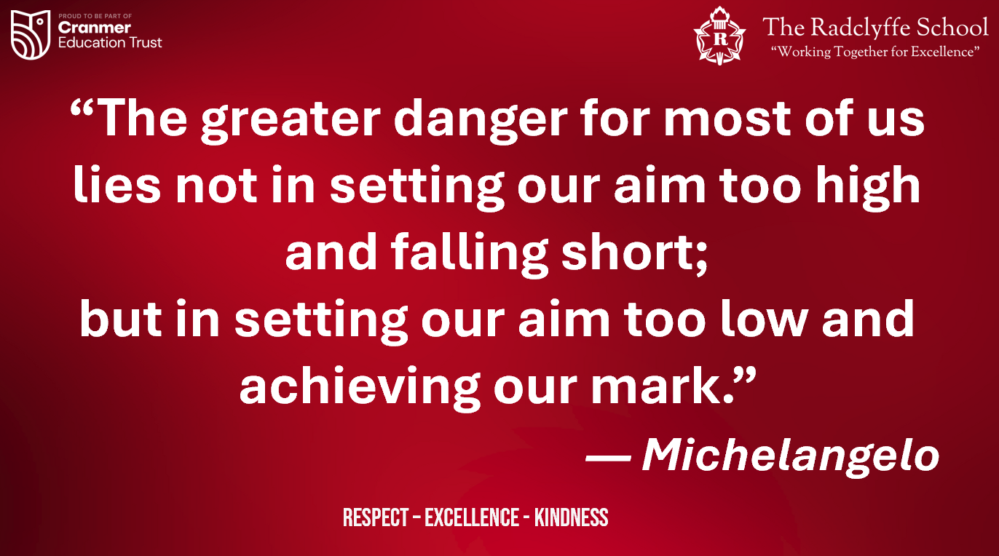 PROUD TO BE PART OF
Cranmer
Education Trust
R
The Radclyffe School
“Working Together for Excellence”
“The greater danger for most of us
lies not in setting our aim too high
and falling short;
but in setting our aim too low and
achieving our mark.”
— Michelangelo
RESPECT – EXCELLENCE - KINDNESS